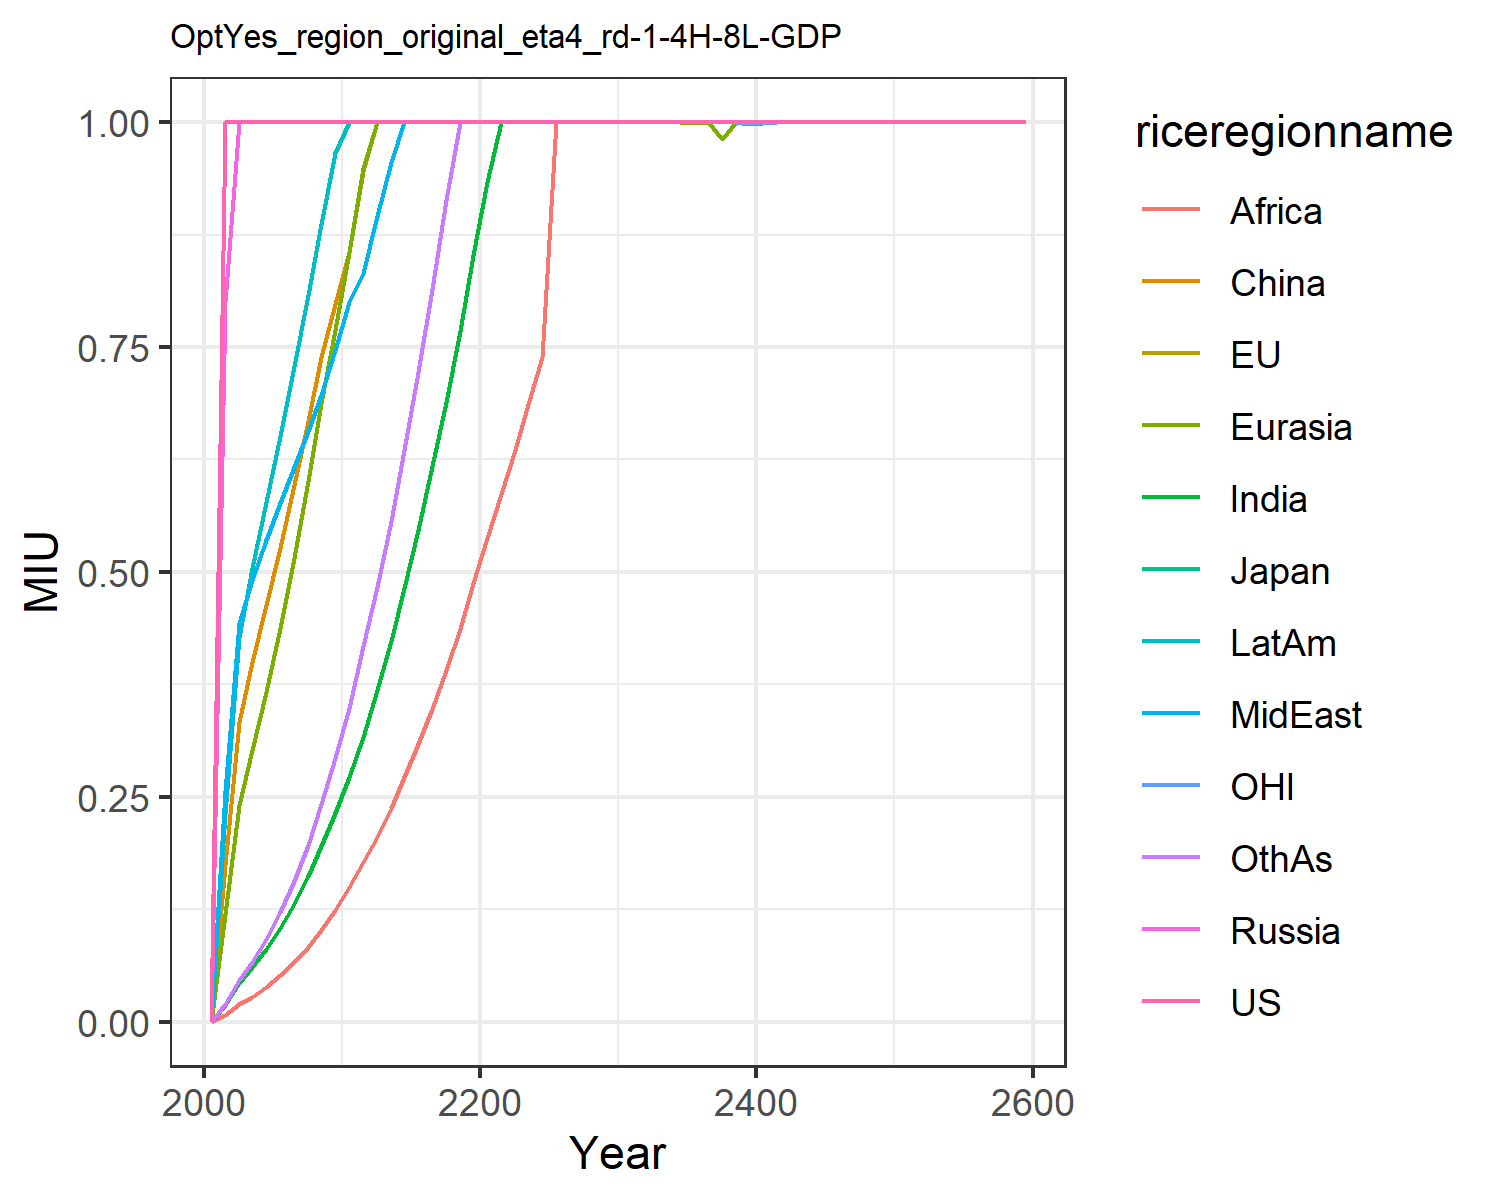 OptYes_region_original_eta4_rd-1-4H-8L-GDP
1.00
0.75
0.50
0.25
0.00
MIU
2000 2200 2400 2600
Year
riceregionname
Africa
China
EU
Eurasia
India
Japan
LatAm
MidEast
OHI
OthAs
Russia
US